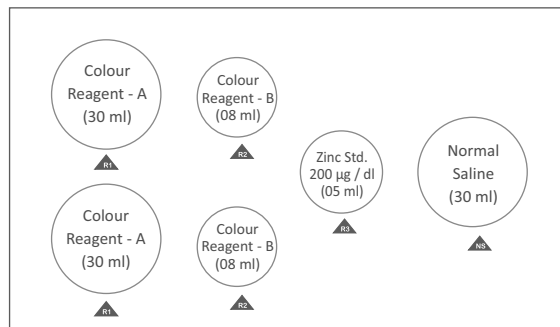 Colour
Reagent - A
(30 ml)
R1
Colour
Reagent - B
(08 ml)
R2
Colour
Reagent - A
(30 ml)
R1
Colour
Reagent - B
(08 ml)
R2
Zinc Std.
200 µg / dl
(05 ml)
R3
Normal
Saline
(30 ml)
NS